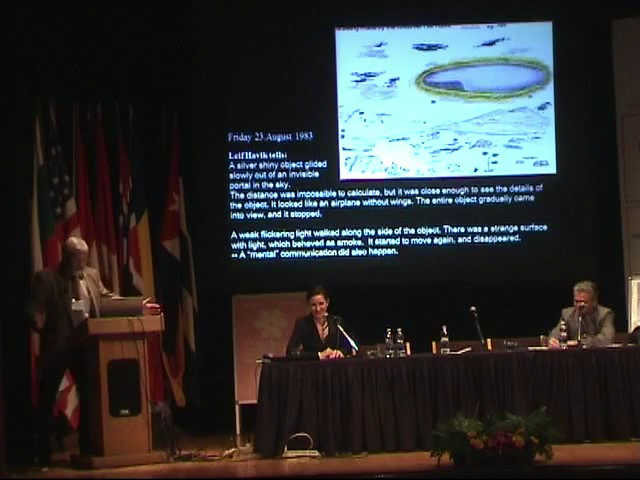 Friday 23.August 1983
Leif Havik tells:
A silver shiny object glided
slowly out of an invisible
portal in the sky.
The distance was impossible to calculate, but it was close enough to see the details of
the object. It looked like an airplane without wings. The entire object gradually came
into view, and it stopped.
A weak flickering light walked along the side of the object. There was a strange surface
with light, which behaved as smoke. It started to move again, and disappeared.
-- A "mental" communication did also happen.